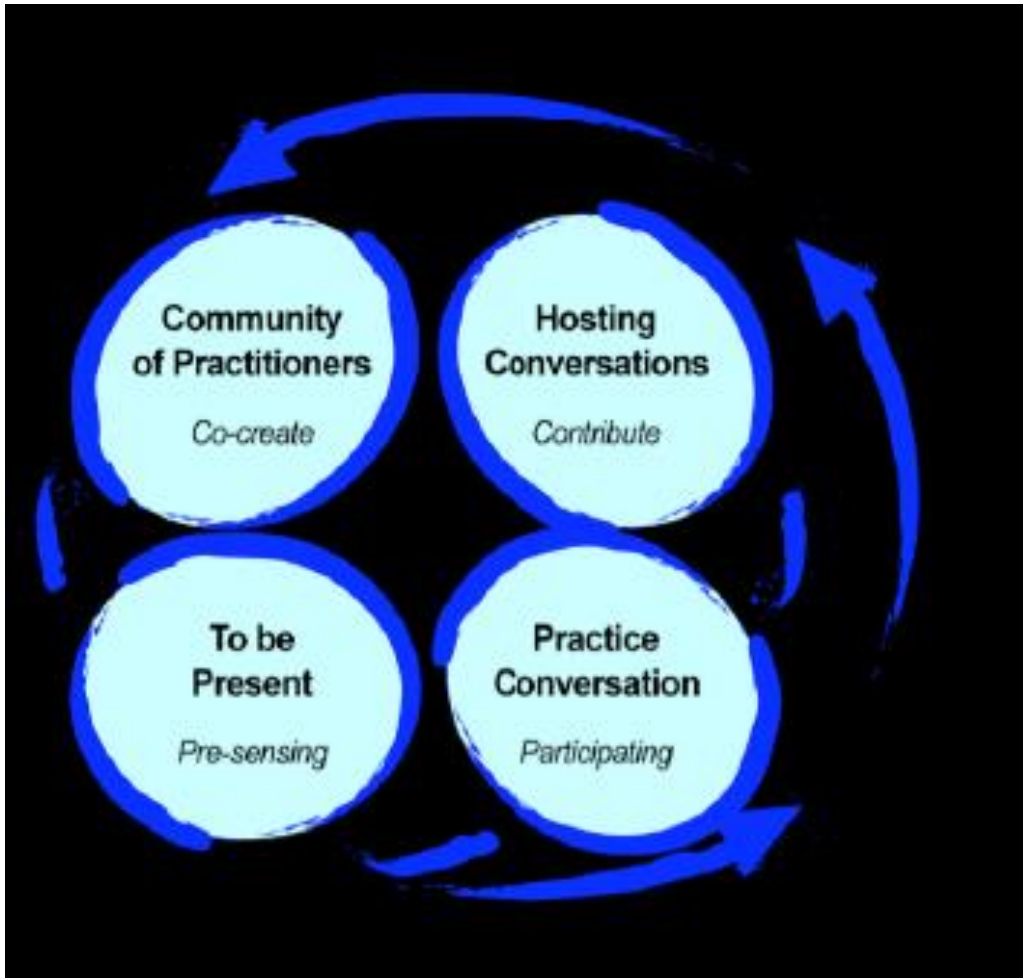 Community
of Practitioners
Co-create
Hosting
Conversations
Contribute
To be
Present
Pre-sensing
Practice
Conversation
Participating